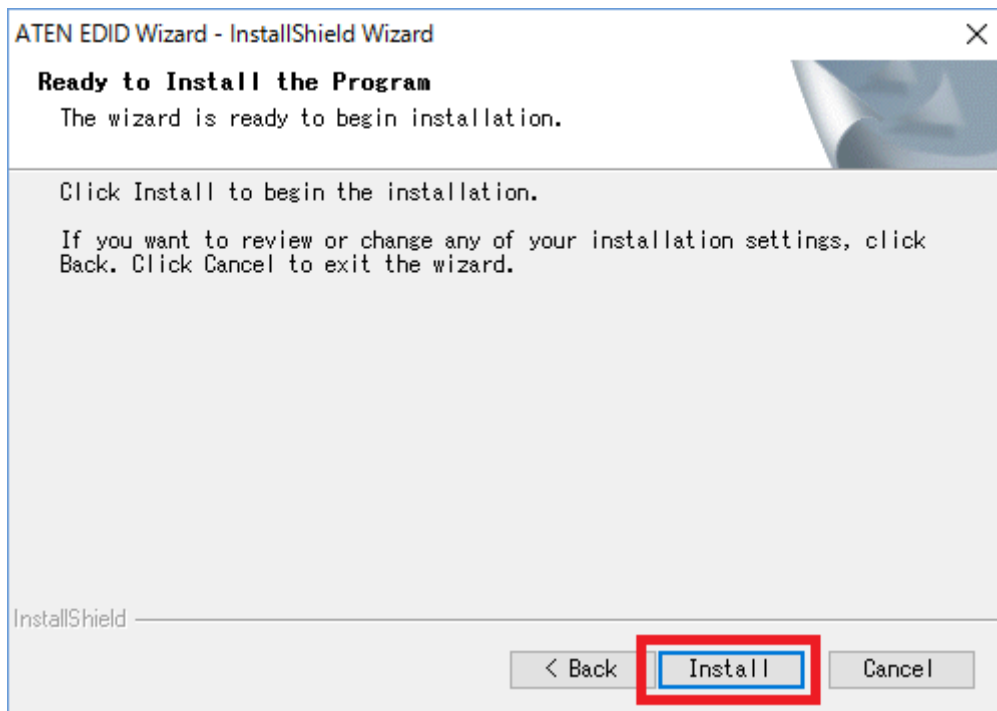 ATEN EDID Wizard - InstallShield Wizard
Ready to Install the Program
The wizard is ready to begin installation.
Click Install to begin the installation.
If you want to review or change any of your installation settings, click
Back. Click Cancel to exit the wizard.
InstallShield
< Back Install Cancel